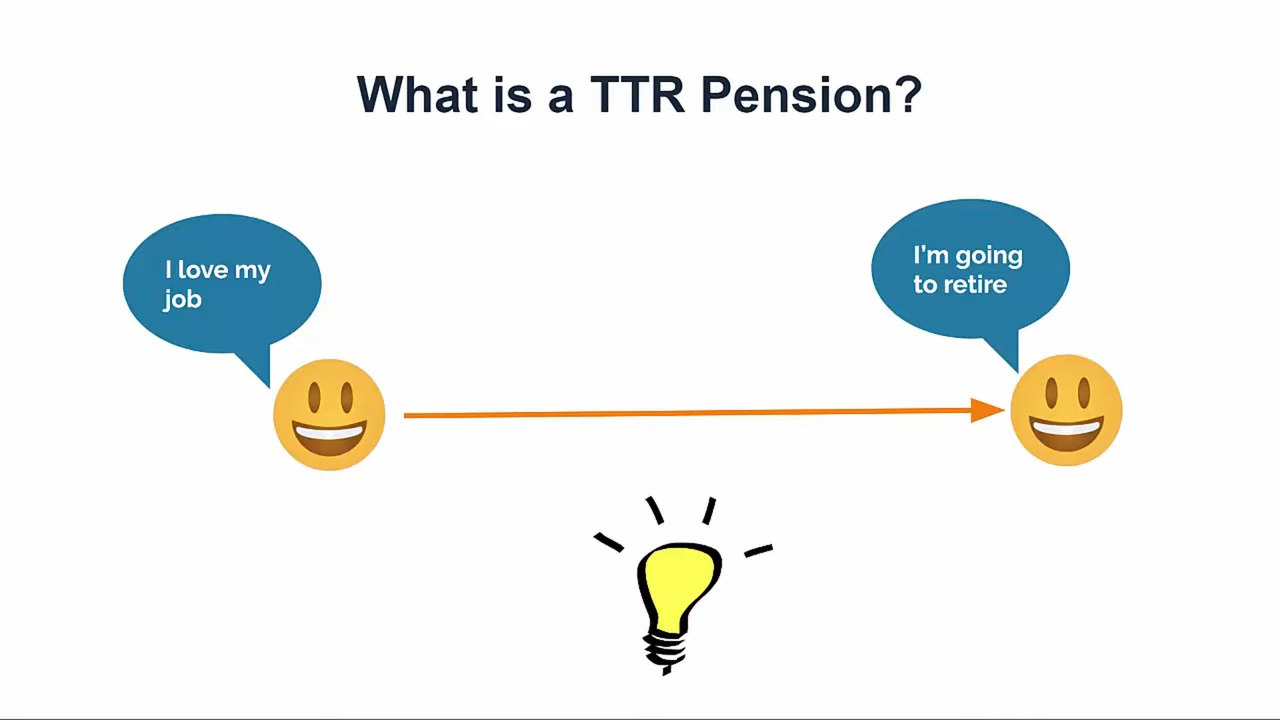 What is a TTR Pension?
I love my
job
I'm going
to retire